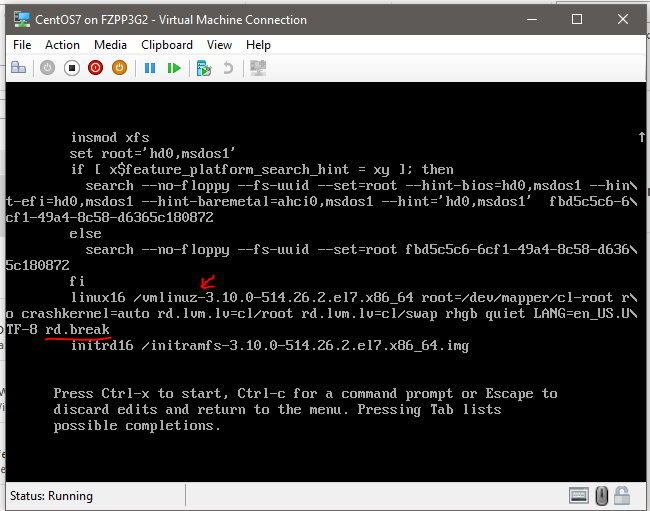 CentOS7 on FZPP3G2 - Virtual Machine Connection
File Action Media Clipboard View Help
insmod xfs
set root='hd0,msdos1'
if [ x$feature_platform_search_hint = xy ]; then
search --no-floppy --fs-uuid --set=root --hint-bios=hd0,msdos1 --hin\
t-efi=hd0,msdos1 --hint-baremetal=ahci0,msdos1 --hint='hd0,msdos1' fbd5c5c6-6\
cf1-49a4-8c58-d6365c180872
else
search --no-floppy --fs-uuid --set=root fbd5c5c6-6cf1-49a4-8c58-d636\
5c180872
fi
linux16 /vmlinuz-3.10.0-514.26.2.el7.x86_64 root=/dev/mapper/cl-root r\
o crashkernel=auto rd.lvm.lv=cl/root rd.lvm.lv=cl/swap rhgb quiet LANG=en_US.U\
TF-8 rd.break
initrd16 /initramfs-3.10.0-514.26.2.el7.x86_64.img
Press Ctrl-x to start, Ctrl-c for a command prompt or Escape to
discard edits and return to the menu. Pressing Tab lists
possible completions.
Status: Running